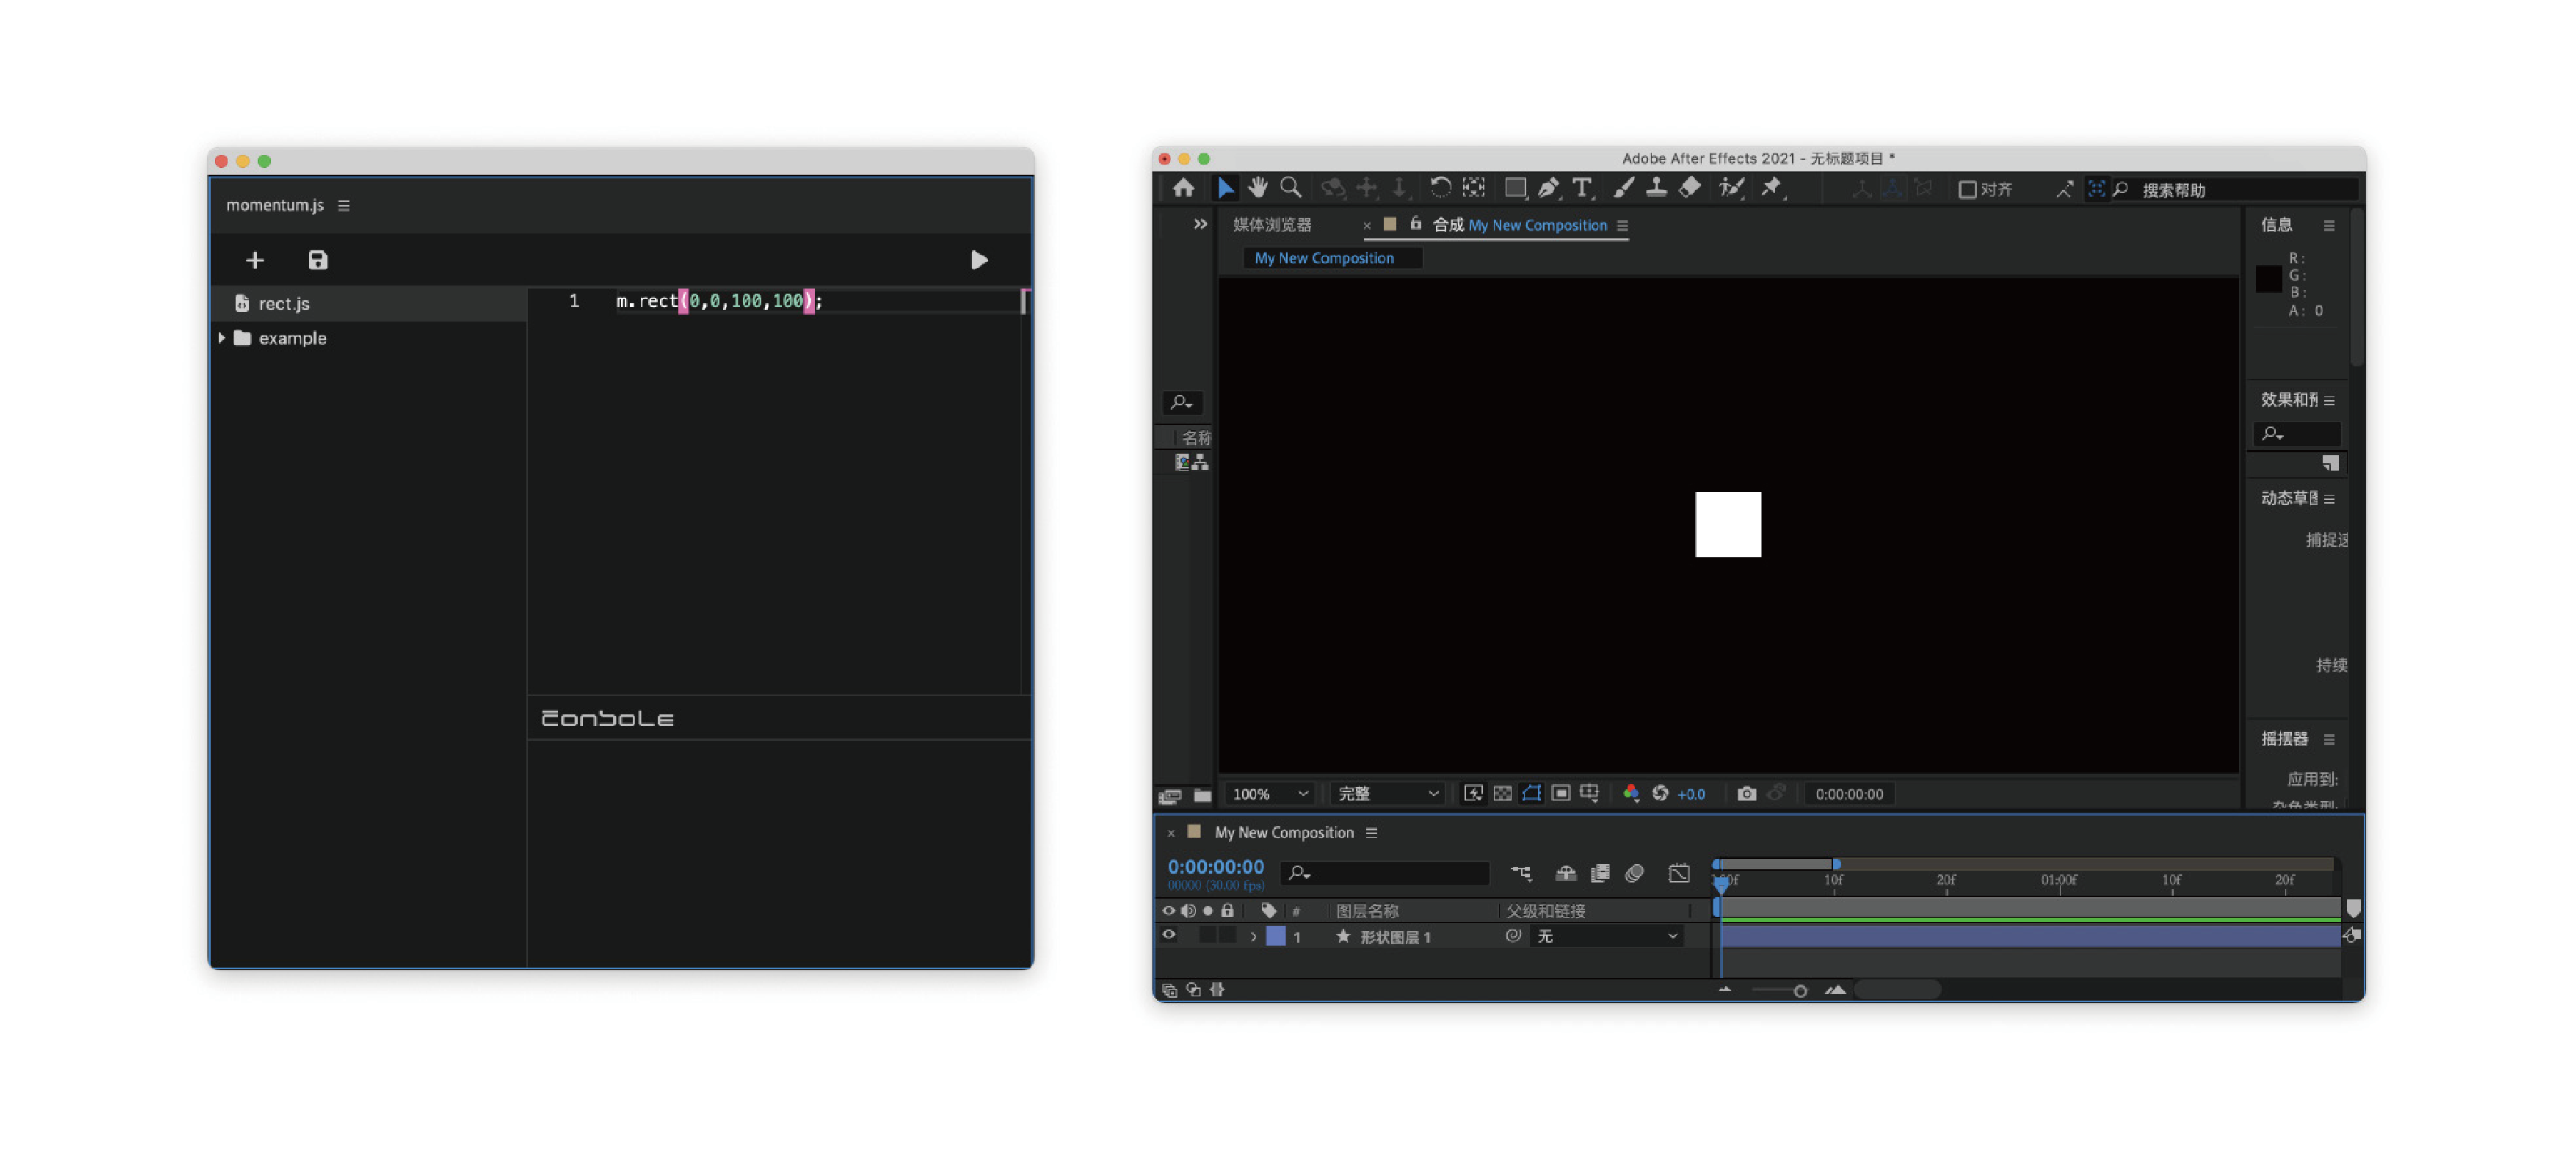 momentum.js
rect.js
example
1 m.rect(0,0,100,100);
Console
Adobe After Effects 2021 - 无标题项目 *
对齐
搜索帮助
媒体浏览器
合成 My New Composition
My New Composition
信息
R:
G:
B:
A: 0
效果和预
名称
动态草图
捕捉速
持续
摇摆器
应用到:
杂色类型:
100%
完整
+0.0
0:00:00:00
My New Composition
0:00:00:00
00000 (30.00 fps)
10f
20f
01:00f
10f
20f
#
图层名称
父级和链接
1
形状图层 1
无